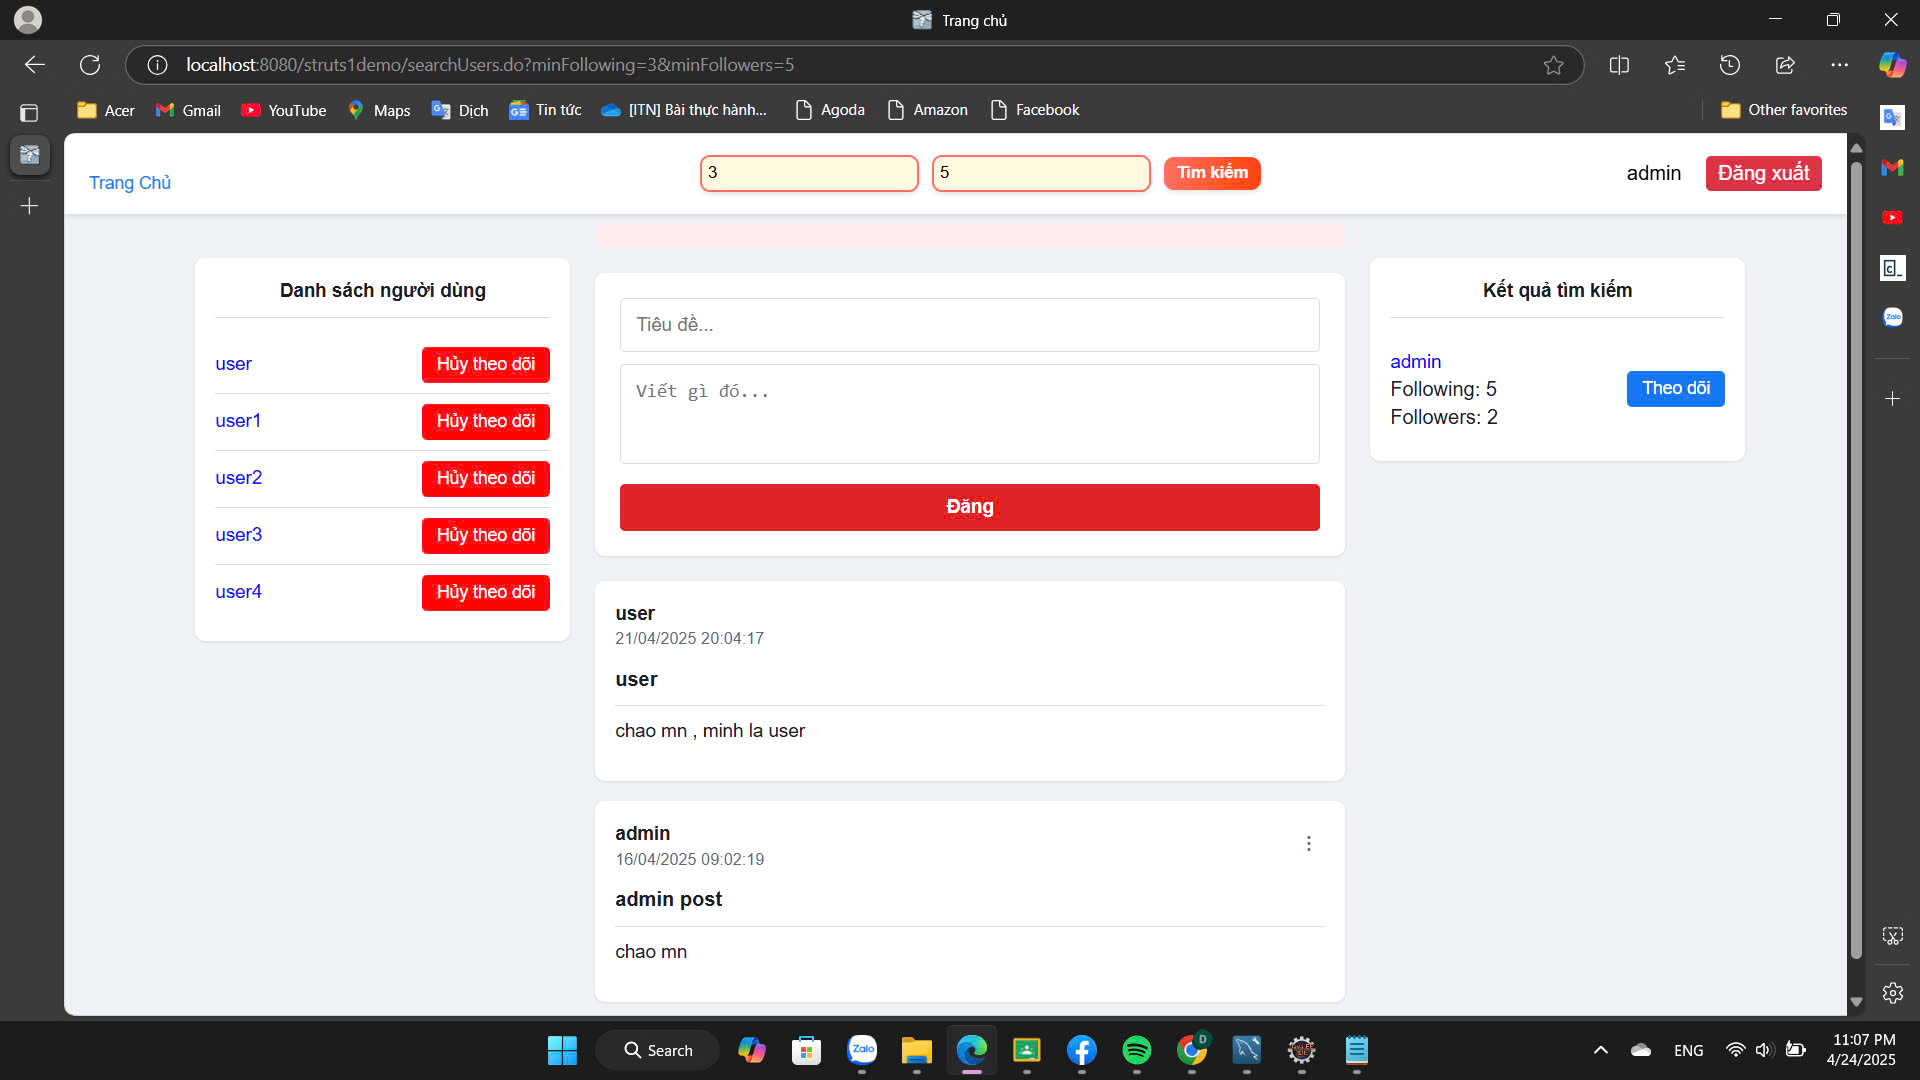 Trang chủ
localhost:8080/struts1demo/searchUsers.do?minFollowing=3&minFollowers=5
Acer
Gmail
YouTube
Maps
Dịch
Tin tức
[ITN] Bài thực hành...
Agoda
Amazon
Facebook
Other favorites
Trang Chủ
3
5
Tìm kiếm
admin
Đăng xuất
Danh sách người dùng
user
Hủy theo dõi
user1
Hủy theo dõi
user2
Hủy theo dõi
user3
Hủy theo dõi
user4
Hủy theo dõi
Tiêu đề...
Viết gì đó...
Đăng
user
21/04/2025 20:04:17
user
chao mn , minh la user
admin
16/04/2025 09:02:19
admin post
chao mn
Kết quả tìm kiếm
admin
Following: 5
Followers: 2
Theo dõi
Search
Zalo
D
ENG
11:07 PM
4/24/2025